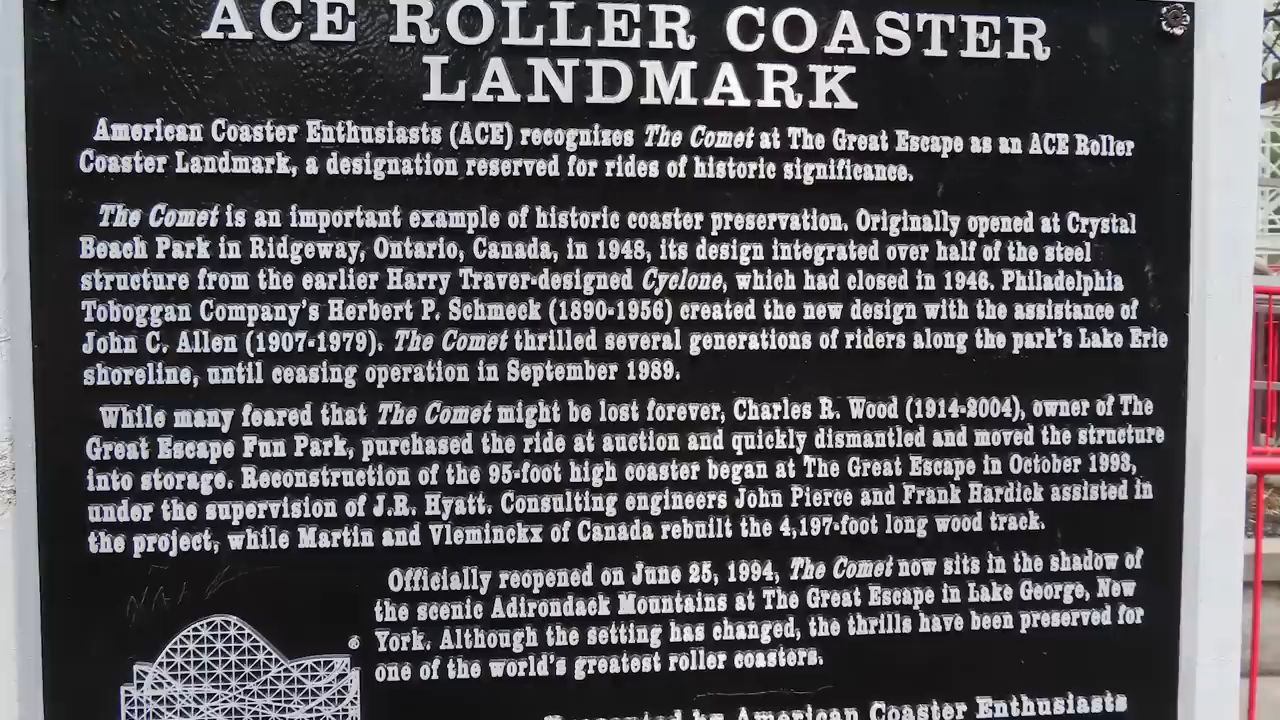 ACE ROLLER COASTER
LANDMARK
American Coaster Enthusiasts (ACE) recognizes The Comet at The Great Escape as an ACE Roller
Coaster Landmark, a designation reserved for rides of historic significance.
The Comet is an important example of historic coaster preservation. Originally opened at Crystal
Beach Park in Ridgeway, Ontario, Canada, in 1948, its design integrated over half of the steel
structure from the earlier Harry Traver-designed Cyclone, which had closed in 1946. Philadelphia
Toboggan Company's Herbert P. Schmeck (1890-1956) created the new design with the assistance of
John C. Allen (1907-1979). The Comet thrilled several generations of riders along the park's Lake Erie
shoreline, until ceasing operation in September 1989.
While many feared that The Comet might be lost forever, Charles R. Wood (1914-2004), owner of The
Great Escape Fun Park, purchased the ride at auction and quickly dismantled and moved the structure
into storage. Reconstruction of the 95-foot high coaster began at The Great Escape in October 1993,
under the supervision of J.R. Hyatt. Consulting engineers John Pierce and Frank Hardick assisted in
the project, while Martin and Vleminckx of Canada rebuilt the 4,197-foot long wood track.
Officially reopened on June 25, 1994, The Comet now sits in the shadow of
the scenic Adirondack Mountains at The Great Escape in Lake George, New
York. Although the setting has changed, the thrills have been preserved for
one of the world's greatest roller coasters.
Presented by American Coaster Enthusiasts